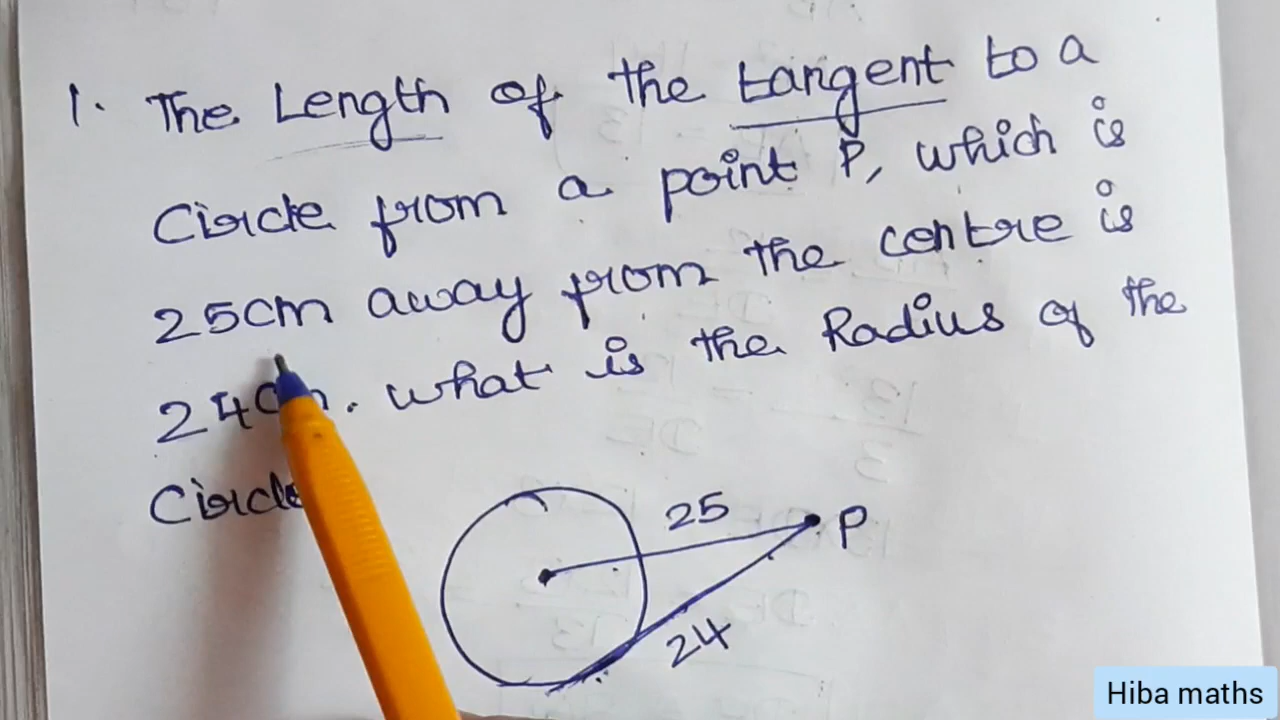 1. The Length of the tangent to a
Circle from a point P, which is
25cm away from the centre is
24cm. what is the Radius of the
Circle
25
P
24
Hiba maths